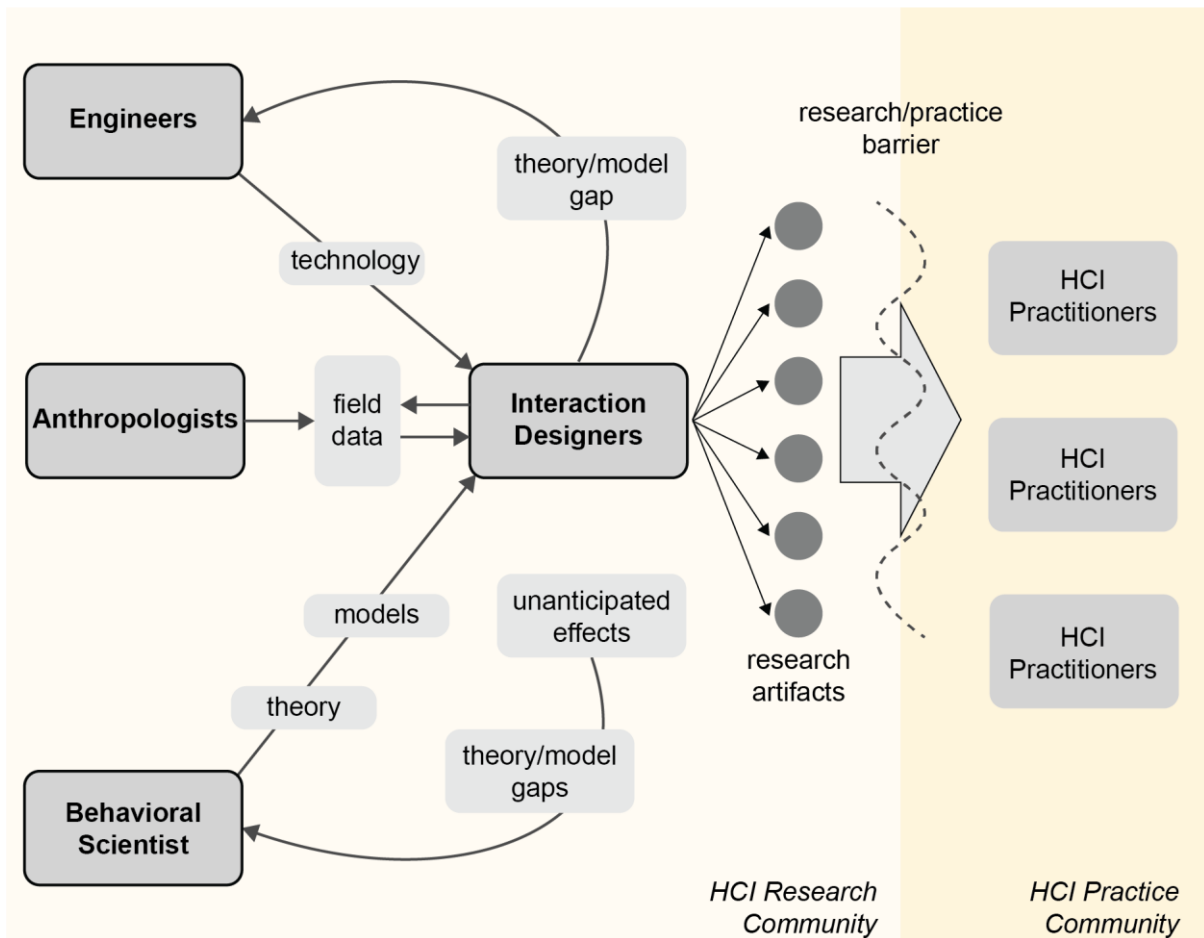 Engineers
theory/model
gap
technology
Anthropologists
field
data
Interaction
Designers
models
theory
unanticipated
effects
theory/model
gaps
Behavioral
Scientist
research
artifacts
research/practice
barrier
HCI
Practitioners
HCI
Practitioners
HCI
Practitioners
HCI Research
Community
HCI Practice
Community